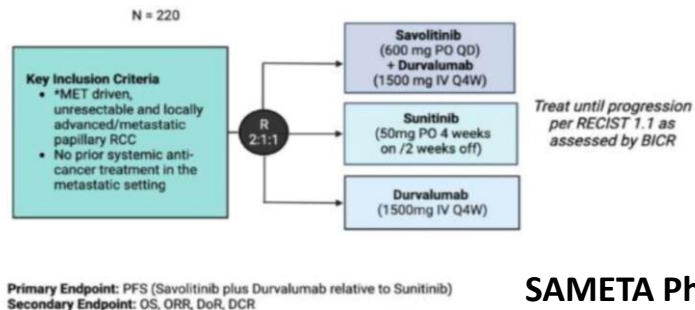 N = 220
Key Inclusion Criteria
• *MET driven,
unresectable and locally
advanced/metastatic
papillary RCC
• No prior systemic anti-
cancer treatment in the
metastatic setting
R
2:1:1
Savolitinib
(600 mg PO QD)
+ Durvalumab
(1500 mg IV Q4W)
Sunitinib
(50mg PO 4 weeks
on /2 weeks off)
Durvalumab
(1500mg IV Q4W)
Treat until progression
per RECIST 1.1 as
assessed by BICR
Primary Endpoint: PFS (Savolitinib plus Durvalumab relative to Sunitinib)
Secondary Endpoint: OS, ORR, DoR, DCR
SAMETA Ph